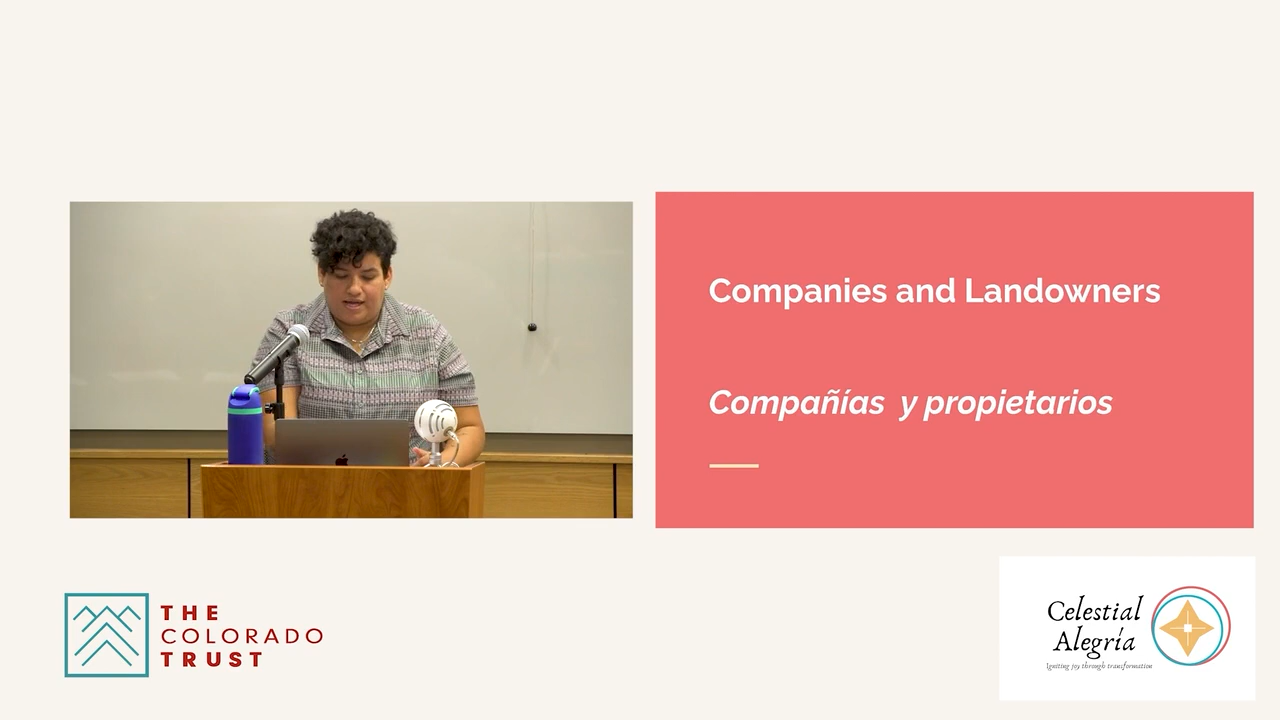 Companies and Landowners
Compañías y propietarios
THE
COLORADO
TRUST
Celestial
Alegría
Igniting joy through transformation